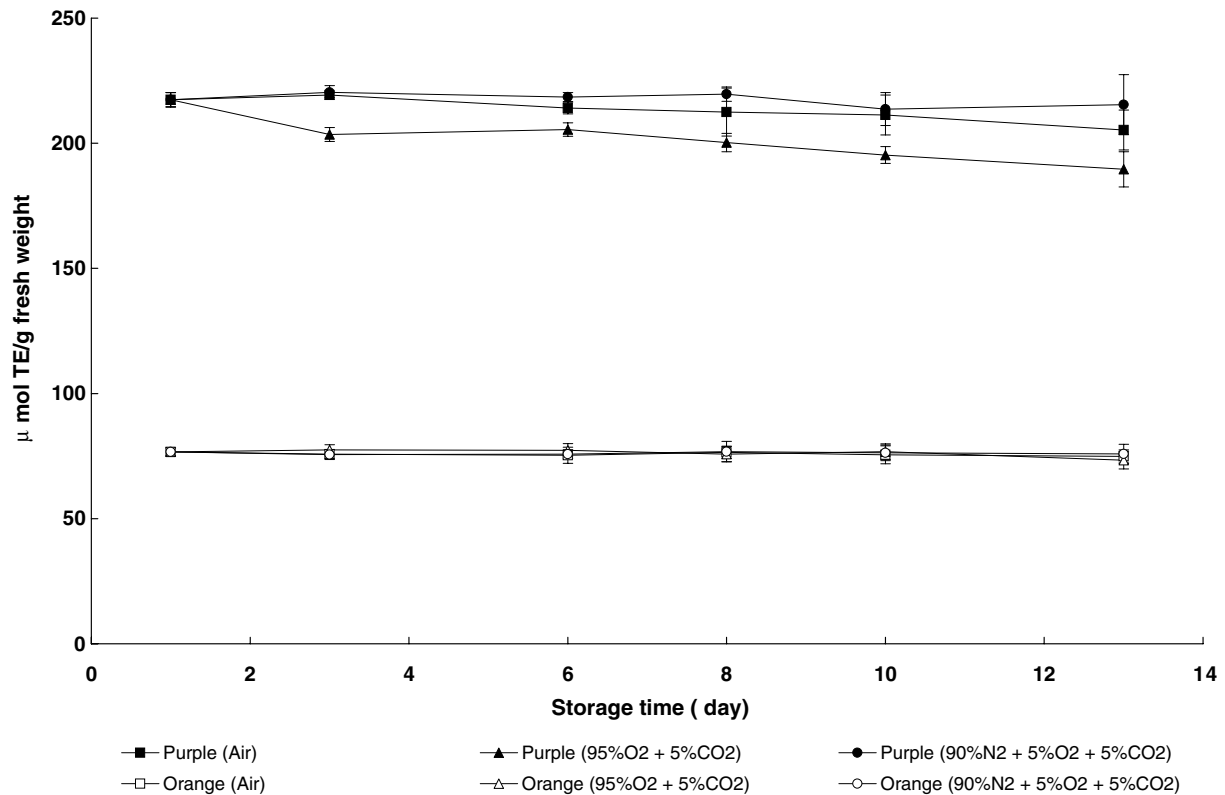 250
200
150
100
50
0
μ mol TE/g fresh weight
0 2 4 6 8 10 12 14
Storage time ( day)
Purple (Air) Purple (95%O2 + 5%CO2) Purple (90%N2 + 5%O2 + 5%CO2)
Orange (Air) Orange (95%O2 + 5%CO2) Orange (90%N2 + 5%O2 + 5%CO2)